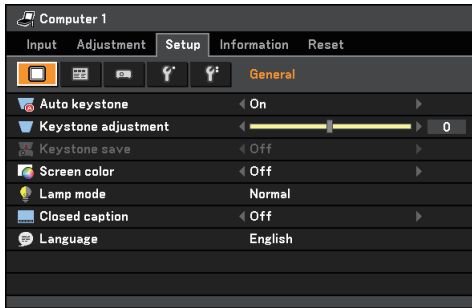 Computer 1
Input Adjustment Setup Information Reset
General
Auto keystone On
Keystone adjustment 0
Keystone save Off
Screen color Off
Lamp mode Normal
Closed caption Off
Language English